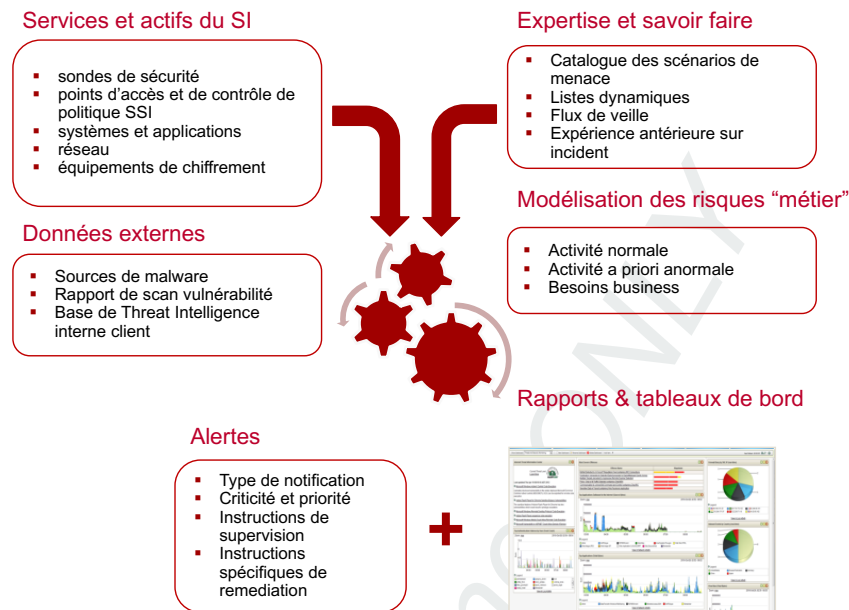 Services et actifs du SI
sondes de sécurité
points d'accès et de contrôle de
politique SSI
systèmes et applications
réseau
équipements de chiffrement
Expertise et savoir faire
Catalogue des scénarios de
menace
Listes dynamiques
Flux de veille
Expérience antérieure sur
incident
Données externes
Sources de malware
Rapport de scan vulnérabilité
Base de Threat Intelligence
interne client
Modélisation des risques “métier”
Activité normale
Activité a priori anormale
Besoins business
Alertes
Type de notification
Criticité et priorité
Instructions de
supervision
Instructions
spécifiques de
remediation
+
Rapports & tableaux de bord
ONLY